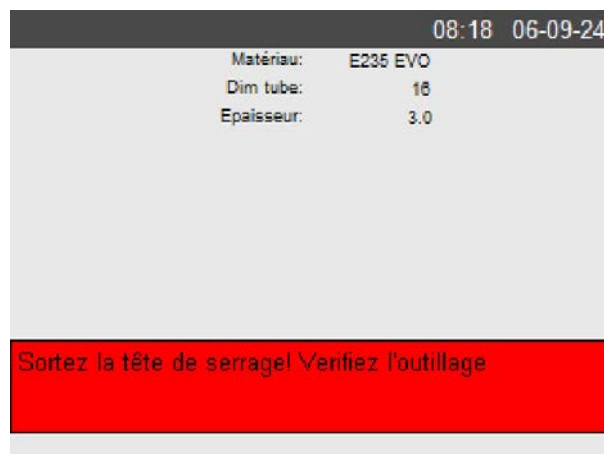 08:18 06-09-24
Matériau: E235 EVO
Dim tube: 16
Epaisseur: 3.0
Sortez la tête de serrage! Verifiez l'outillage